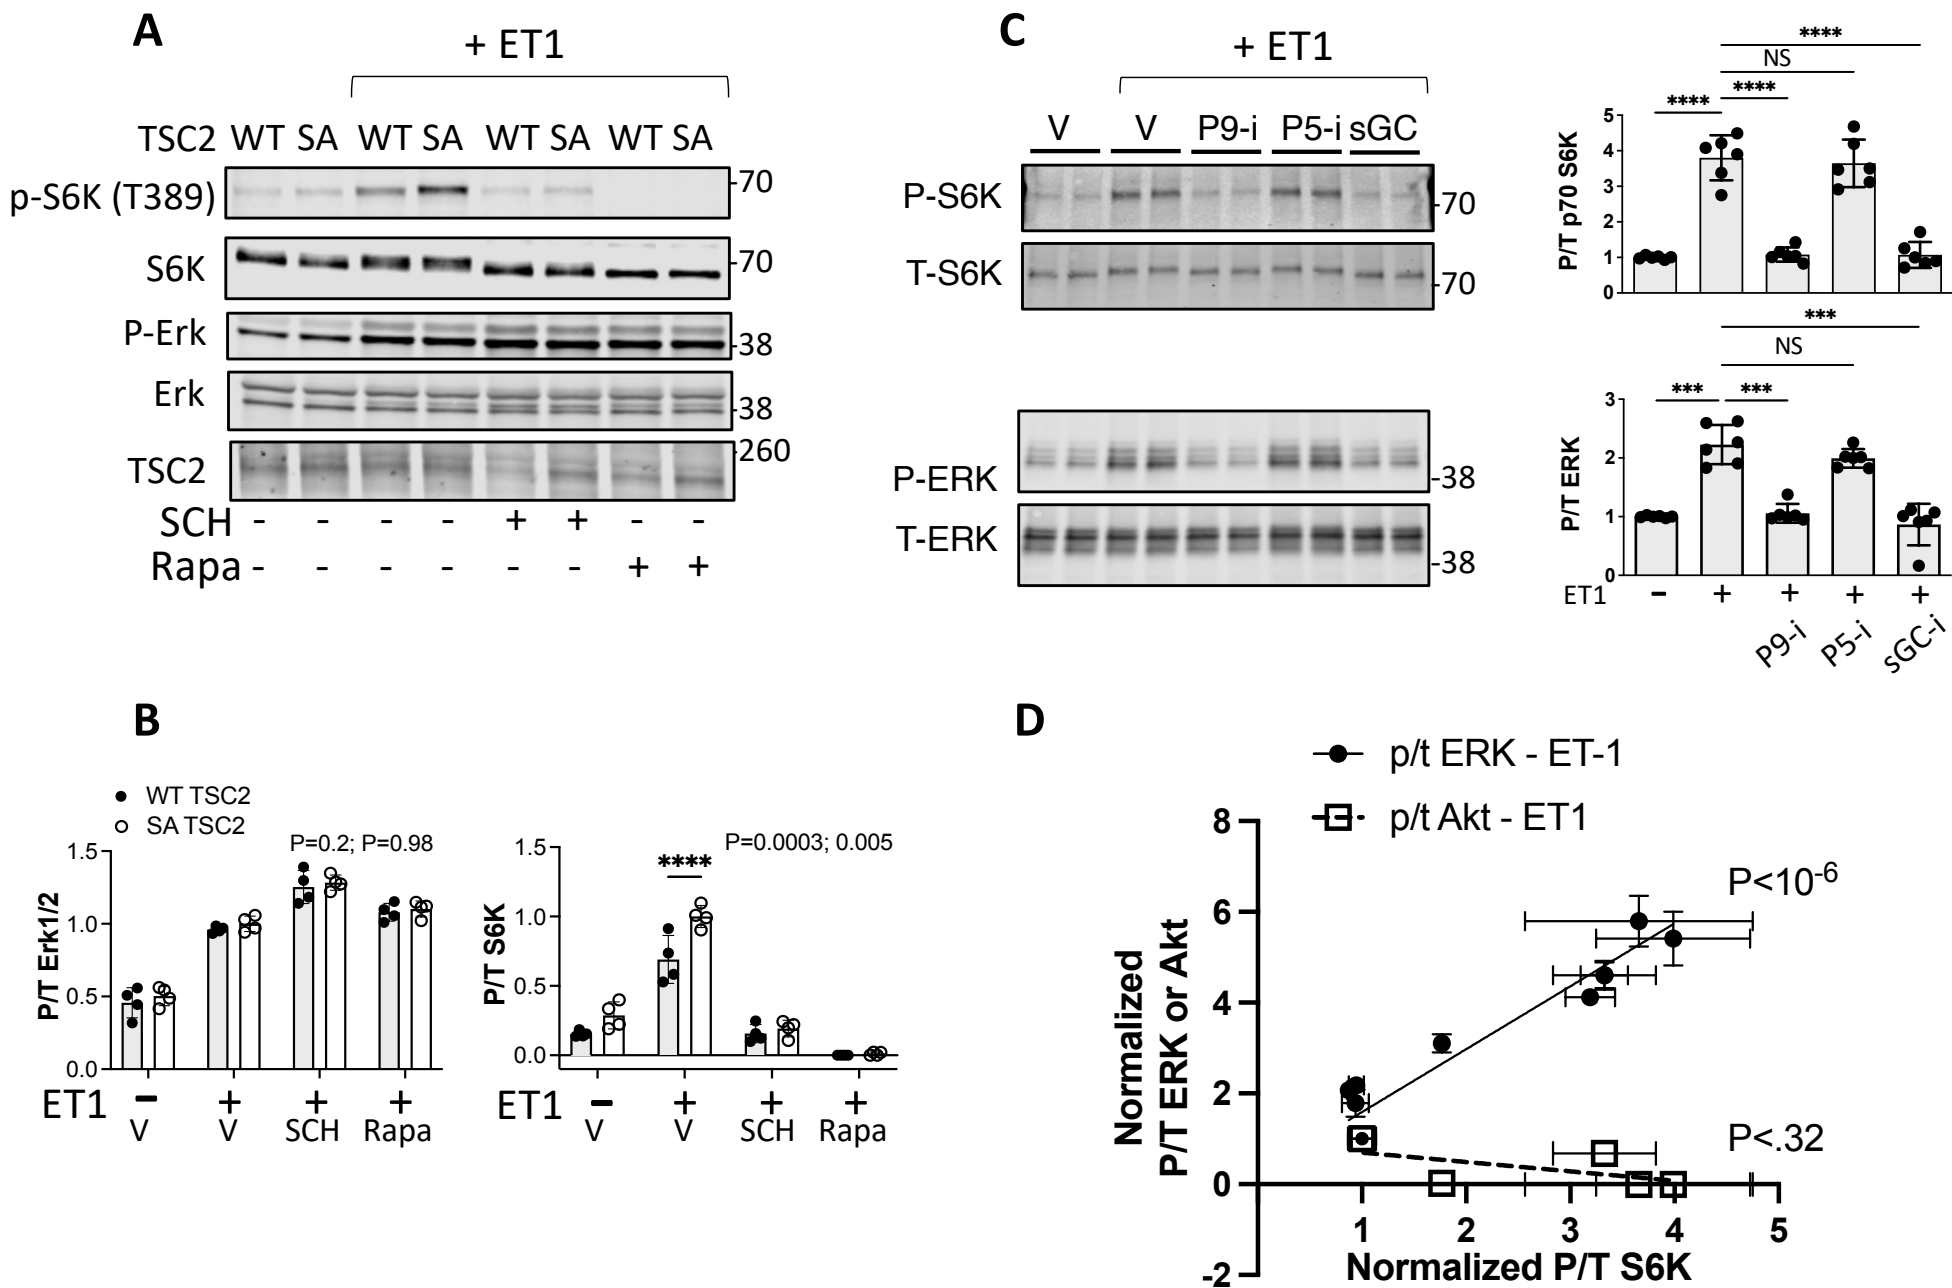 A
+ ET1
TSC2 WT SA WT SA WT SA WT SA
p-S6K (T389)
-70
S6K
-70
P-Erk
-38
Erk
-38
TSC2
-260
SCH - - - - + + - -
Rapa - - - - - - + +
C
+ ET1
V V P9-i P5-i sGC
P-S6K
-70
T-S6K
-70
P-ERK
-38
T-ERK
-38
****
NS
****
****
P/T p70 S6K
5
4
3
2
1
0
***
NS
***
***
P/T ERK
3
2
1
0
ET1 - + + + +
P9-i P5-i sGC-i
B
WT TSC2
SA TSC2
P=0.2; P=0.98
P/T Erk1/2
1.5
1.0
0.5
0.0
ET1 - + + +
V V SCH Rapa
P=0.0003; 0.005
****
P/T S6K
1.5
1.0
0.5
0.0
ET1 - + + +
V V SCH Rapa
D
p/t ERK - ET-1
p/t Akt - ET1
P<10-6
P<.32
Normalized
P/T ERK or Akt
8
6
4
2
0
-2
1 2 3 4 5
Normalized P/T S6K